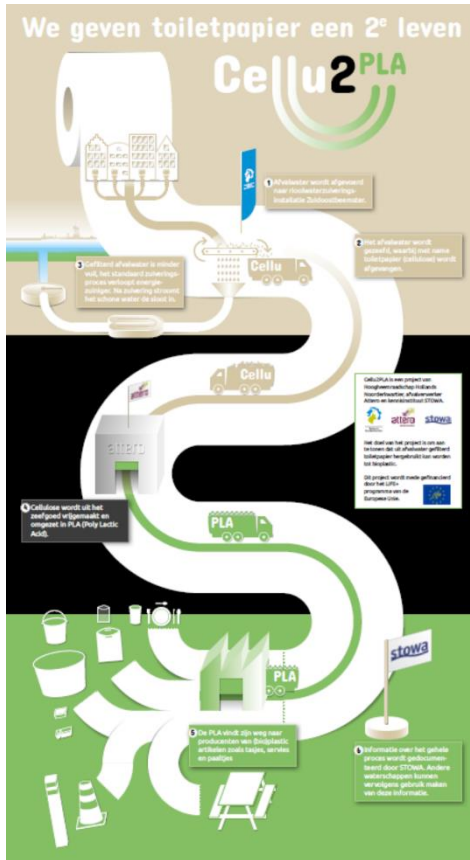 We geven toiletpapier een 2e leven
Cellu2PLA
1 Afvalwater wordt afgevoerd
naar rioolwaterzuiverings-
installatie Zuidoostbeemster.
2 Het afvalwater wordt
gezeefd, waarbij met name
toiletpapier (cellulose) wordt
afgevangen.
3 Gefilterd afvalwater is minder
vuil, het standaard zuiverings-
proces verloopt energie-
zuiniger. Na zuivering stroomt
het schone water de sloot in.
Cellu
Cellu
attero
attero
Cellu2PLA is een project van
Hoogheemraadschap Hollands
Noorderkwartier, afvalverwerker
Attero en kennisinstituut STOWA.
attero
stowa
Het doel van het project is om aan
te tonen dat uit afvalwater gefilterd
toiletpapier hergebruikt kan worden
tot bioplastic.
Dit project wordt mede gefinancierd
door het LIFE+
programma van de
Europese Unie.
4 Cellulose wordt uit het
zeefgoed vrijgemaakt en
omgezet in PLA (Poly Lactic
Acid).
PLA
PLA
stowa
5 De PLA vindt zijn weg naar
producenten van (bio)plastic
artikelen zoals tasjes, servies
en paaltjes
6 Informatie over het gehele
proces wordt gedocumen-
teerd door STOWA. Andere
waterschappen kunnen
vervolgens gebruik maken
van deze informatie.